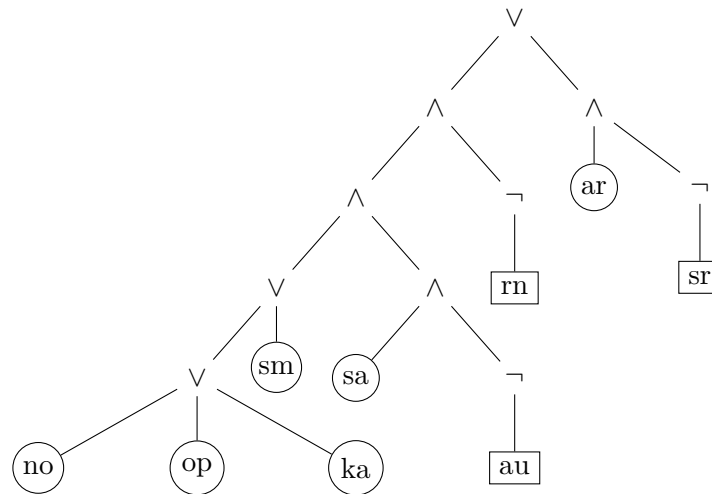 ∨
∧ ∧
∧ ¬ ar ¬
∨ ∧ rn sr
∨ sm sa ¬
no op ka au